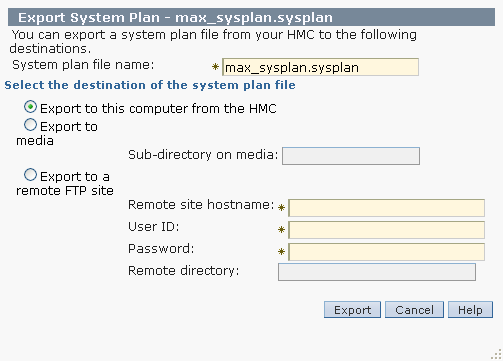 Export System Plan - max_sysplan.sysplan
You can export a system plan file from your HMC to the following
destinations.
System plan file name: * max_sysplan.sysplan
Select the destination of the system plan file
Export to this computer from the HMC
Export to
media
Sub-directory on media:
Export to a
remote FTP site
Remote site hostname: *
User ID: *
Password: *
Remote directory:
Export Cancel Help